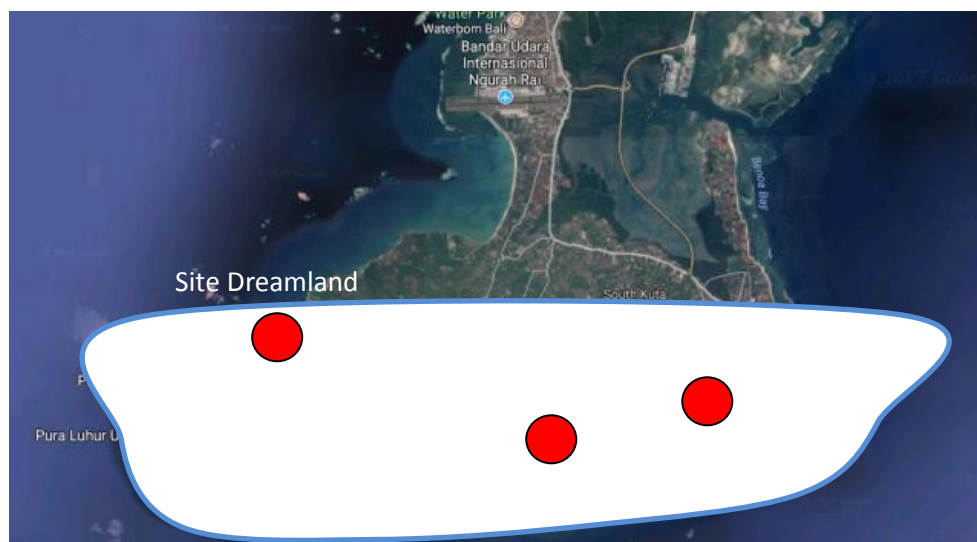 Water Park
Waterbom Bali
Bandar Udara
Internasional
Ngurah Rai
Benoa Bay
Site Dreamland
South Kuta
Pura Luhur U